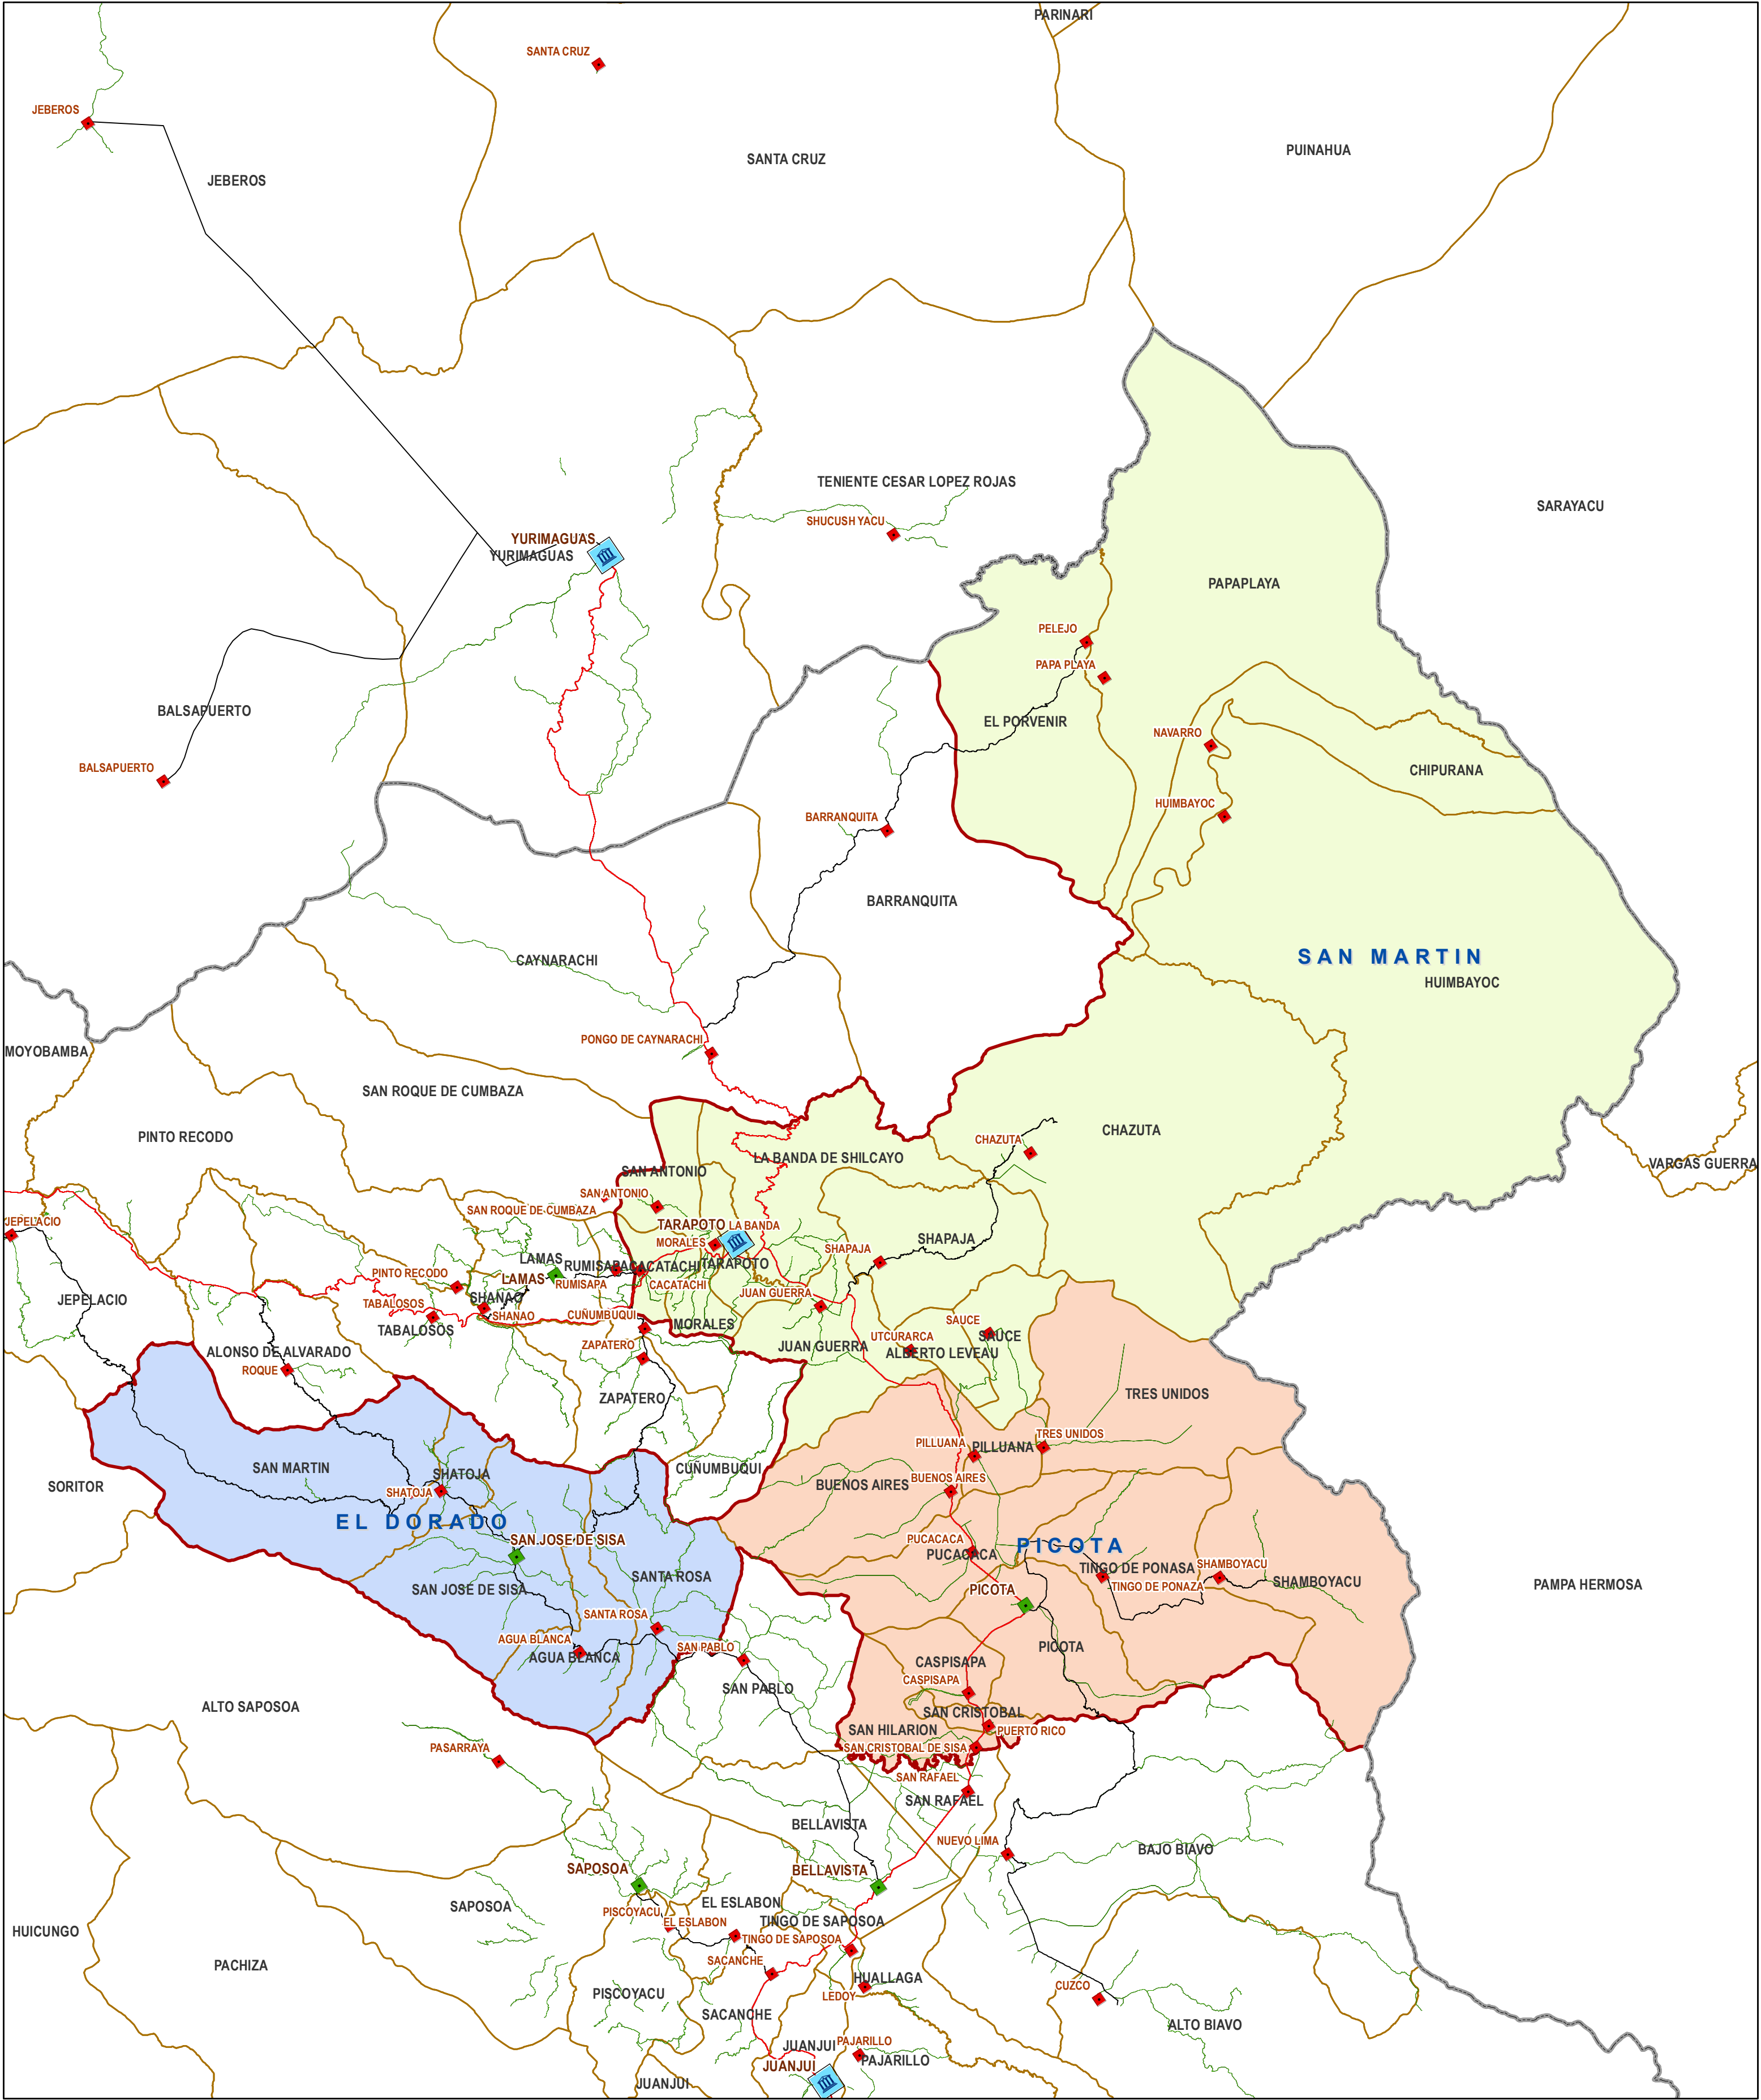 PARINARI
SANTA CRUZ
JEBEROS
PUINAHUA
SANTA CRUZ
JEBEROS
TENIENTE CESAR LOPEZ ROJAS
SARAYACU
SHUCUSH YACU
YURIMAGUAS
YURIMAGUAS
PAPAPLAYA
PELEJO
PAPA PLAYA
BALSAPUERTO
EL PORVENIR
NAVARRO
BALSAPUERTO
CHIPURANA
HUIMBAYOC
BARRANQUITA
BARRANQUITA
SAN MARTIN
CAYNARACHI
HUIMBAYOC
PONGO DE CAYNARACHI
MOYOBAMBA
SAN ROQUE DE CUMBAZA
PINTO RECODO
CHAZUTA
CHAZUTA
LA BANDA DE SHILCAYO
VARGAS GUERRA
SAN ANTONIO
SAN ANTONIO
SAN ROQUE DE CUMBAZA
JEPELACIO
TARAPOTO
LA BANDA
MORALES
SHAPAJA
SHAPAJA
LAMAS
RUMISAPA
CACATACHI
TARAPOTO
PINTO RECODO
LAMAS
RUMISAPA
CACATACHI
JUAN GUERRA
JEPELACIO
SHANAO
TABALOSOS
SHANAO
CUÑUMBUQUI
SAUCE
MORALES
TABALOSOS
UTCURARCA
SAUCE
ZAPATERO
JUAN GUERRA
ALBERTO LEVEAU
ALONSO DE ALVARADO
ROQUE
TRES UNIDOS
ZAPATERO
TRES UNIDOS
PILLUANA
PILLUANA
SAN MARTIN
CUÑUMBUQUI
SHATOJA
BUENOS AIRES
BUENOS AIRES
SORITOR
SHATOJA
EL DORADO
SAN JOSE DE SISA
PUCACACA
PICOTA
PUCACACA
TINGO DE PONASA
SHAMBOYACU
SANTA ROSA
SHAMBOYACU
PAMPA HERMOSA
TINGO DE PONAZA
SAN JOSE DE SISA
PICOTA
SANTA ROSA
AGUA BLANCA
SAN PABLO
PICOTA
AGUA BLANCA
CASPISAPA
CASPISAPA
SAN PABLO
ALTO SAPOSOA
SAN CRISTOBAL
SAN HILARION
PUERTO RICO
PASARRAYA
SAN CRISTOBAL DE SISA
SAN RAFAEL
SAN RAFAEL
BELLAVISTA
NUEVO LIMA
BAJO BIAVO
SAPOSOA
BELLAVISTA
SAPOSOA
EL ESLABON
PISCOYACU
EL ESLABON
TINGO DE SAPOSOA
HUICUNGO
TINGO DE SAPOSOA
SACANCHE
PACHIZA
HUALLAGA
CUZCO
PISCOYACU
LEDOY
SACANCHE
ALTO BIAVO
JUANJUI
PAJARILLO
JUANJUI
PAJARILLO
JUANJUI